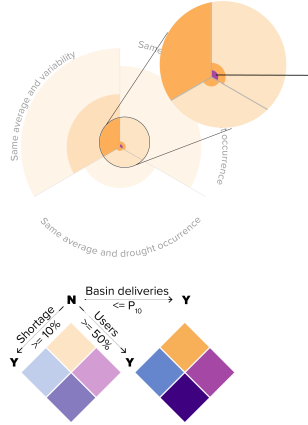 Same average and variability
Same
occurrence
Same average and drought occurrence
N
Basin deliveries
<= P10
Y
Shortage
>= 10%
Users
>= 50%
Y
Y